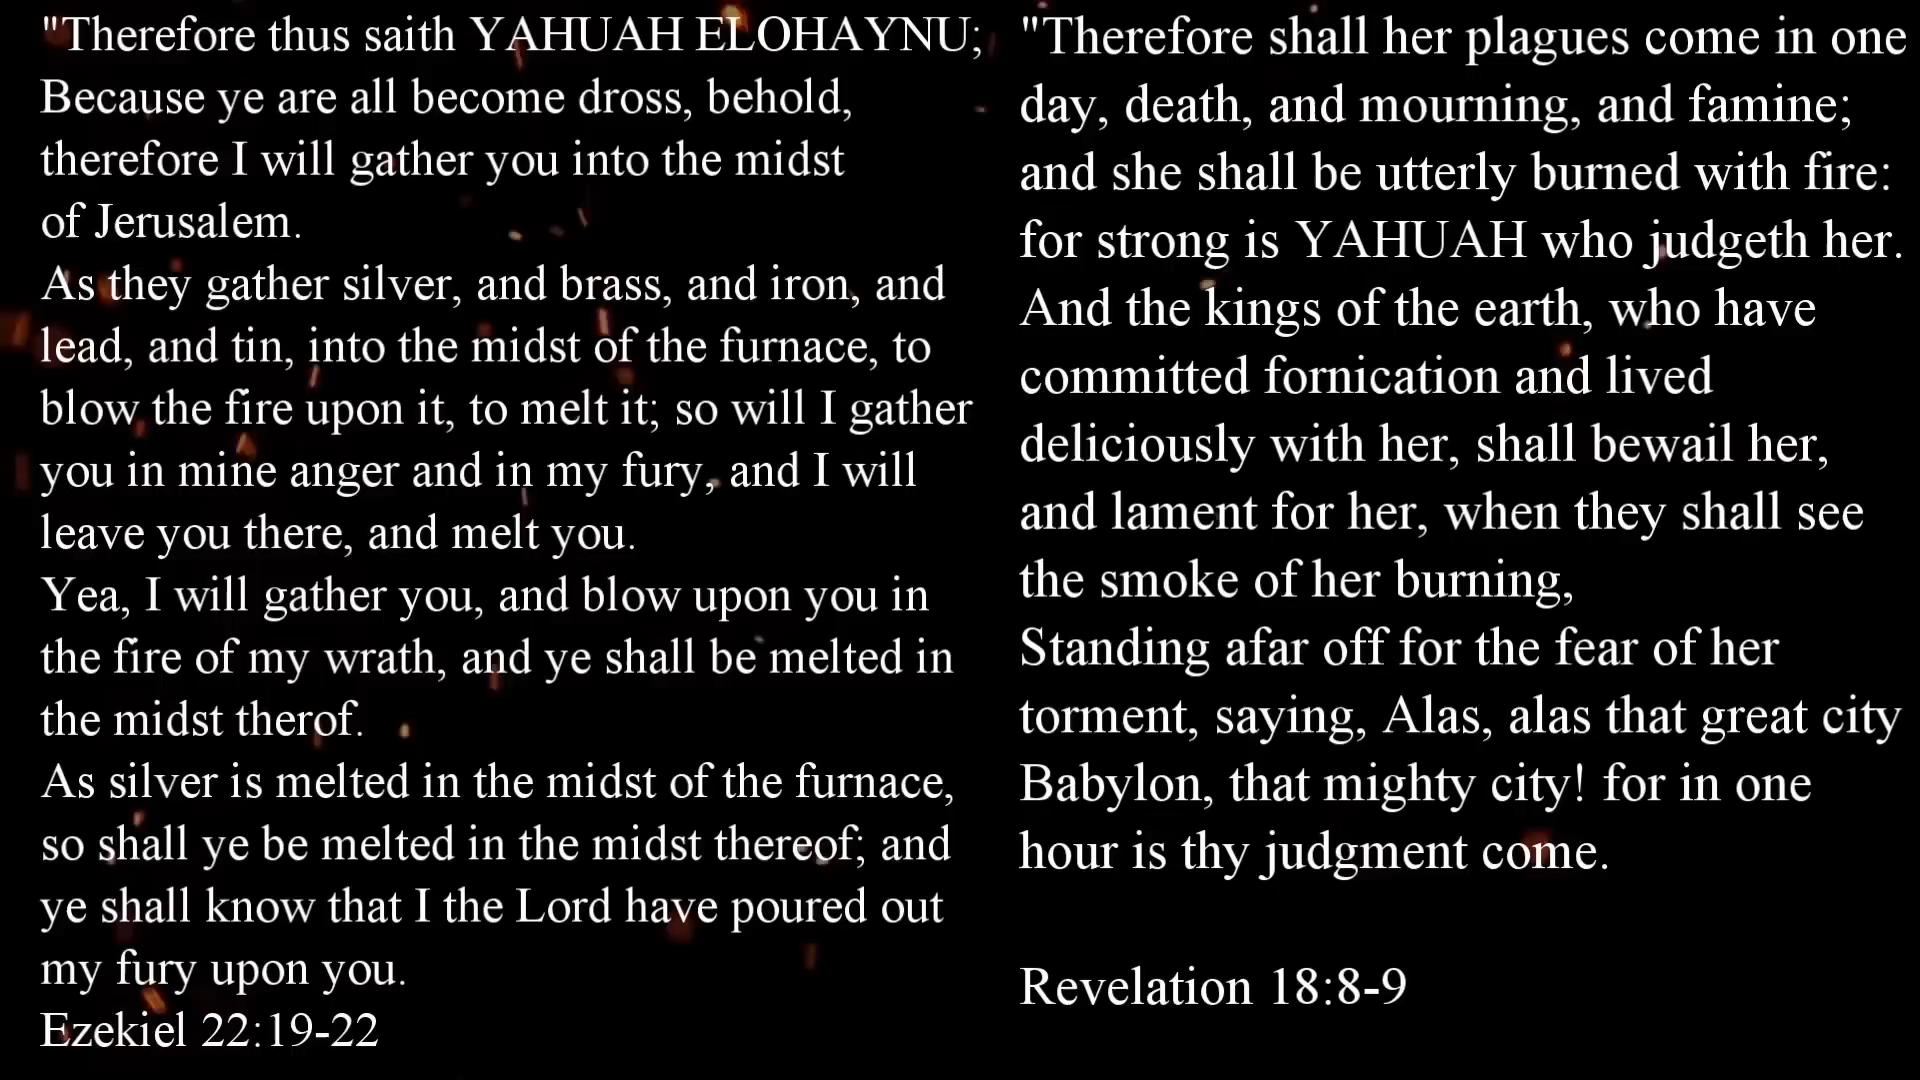 "Therefore thus saith YAHUAH ELOHAYNU;
Because ye are all become dross, behold,
therefore I will gather you into the midst
of Jerusalem.
As they gather silver, and brass, and iron, and
lead, and tin, into the midst of the furnace, to
blow the fire upon it, to melt it; so will I gather
you in mine anger and in my fury, and I will
leave you there, and melt you.
Yea, I will gather you, and blow upon you in
the fire of my wrath, and ye shall be melted in
the midst therof.
As silver is melted in the midst of the furnace,
so shall ye be melted in the midst thereof; and
ye shall know that I the Lord have poured out
my fury upon you.
Ezekiel 22:19-22
"Therefore shall her plagues come in one
day, death, and mourning, and famine;
and she shall be utterly burned with fire:
for strong is YAHUAH who judgeth her.
And the kings of the earth, who have
committed fornication and lived
deliciously with her, shall bewail her,
and lament for her, when they shall see
the smoke of her burning,
Standing afar off for the fear of her
torment, saying, Alas, alas that great city
Babylon, that mighty city! for in one
hour is thy judgment come.
Revelation 18:8-9